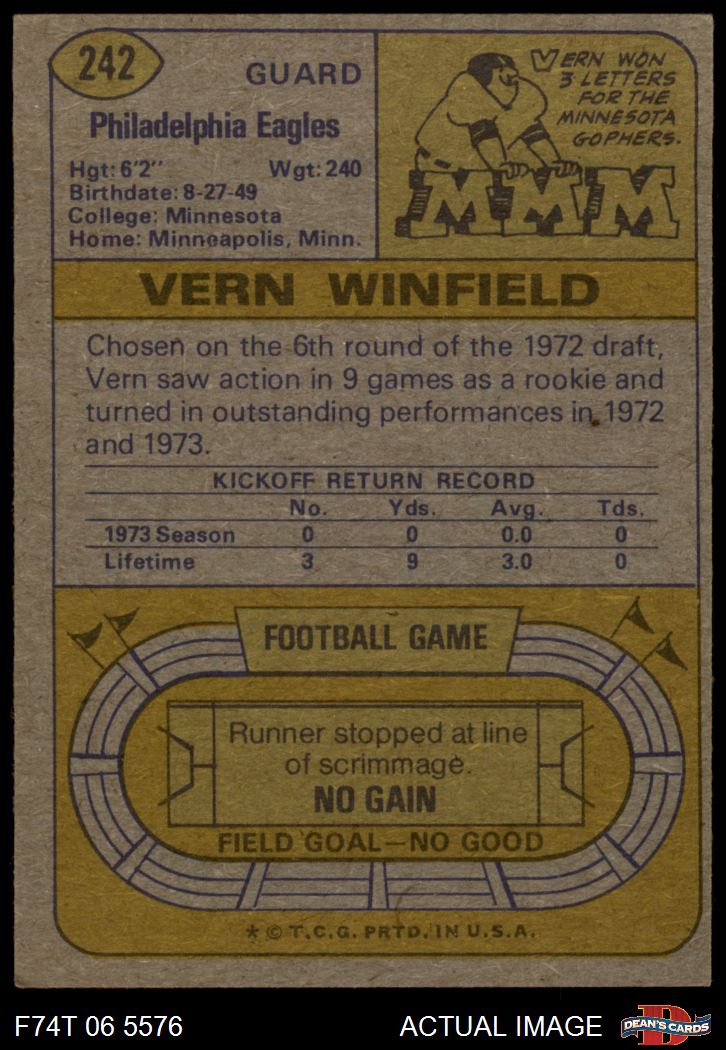 242
GUARD
Philadelphia Eagles
Hgt: 6'2" Wgt: 240
Birthdate: 8-27-49
College: Minnesota
Home: Minneapolis, Minn.
VERN WON
3 LETTERS
FOR THE
MINNESOTA
GOPHERS.
MMM
VERN WINFIELD
Chosen on the 6th round of the 1972 draft,
Vern saw action in 9 games as a rookie and
turned in outstanding performances in 1972
and 1973.
KICKOFF RETURN RECORD
No. Yds. Avg. Tds.
1973 Season 0 0 0.0 0
Lifetime 3 9 3.0 0
FOOTBALL GAME
Runner stopped at line
of scrimmage.
NO GAIN
FIELD GOAL—NO GOOD
* © T.C.G. PRTD. IN U.S.A.
F74T 06 5576 ACTUAL IMAGE
D
DEAN'S CARDS